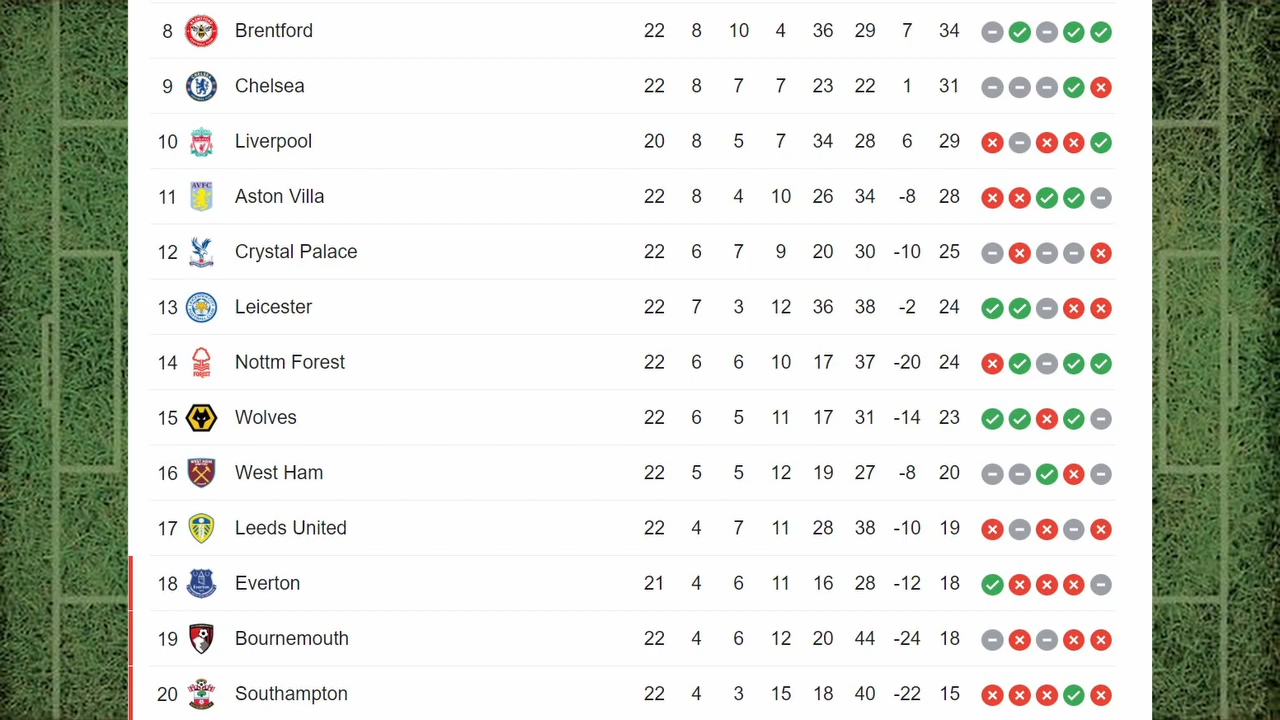 8 Brentford 22 8 10 4 36 29 7 34
9 Chelsea 22 8 7 7 23 22 1 31
10 Liverpool 20 8 5 7 34 28 6 29
11 Aston Villa 22 8 4 10 26 34 -8 28
12 Crystal Palace 22 6 7 9 20 30 -10 25
13 Leicester 22 7 3 12 36 38 -2 24
14 Nottm Forest 22 6 6 10 17 37 -20 24
15 Wolves 22 6 5 11 17 31 -14 23
16 West Ham 22 5 5 12 19 27 -8 20
17 Leeds United 22 4 7 11 28 38 -10 19
18 Everton 21 4 6 11 16 28 -12 18
19 Bournemouth 22 4 6 12 20 44 -24 18
20 Southampton 22 4 3 15 18 40 -22 15